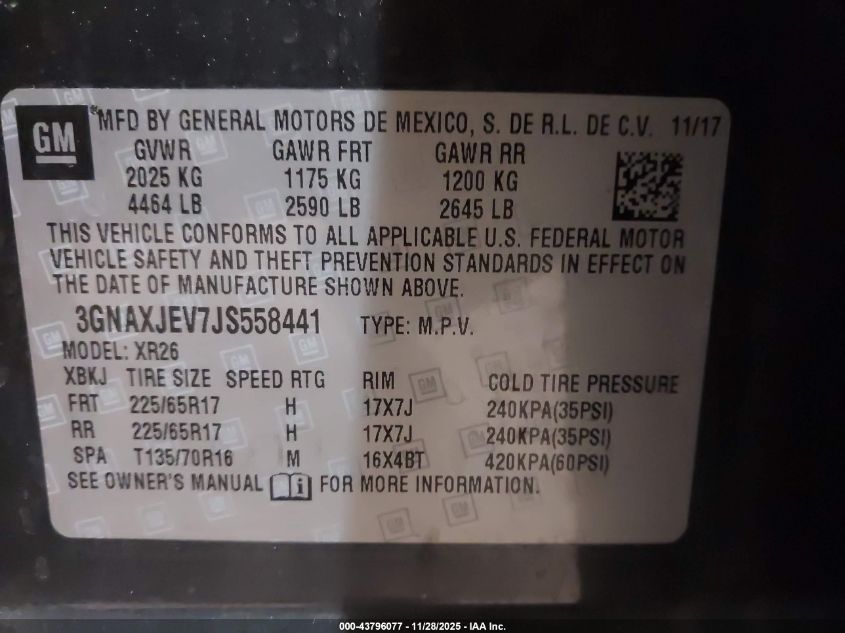 GM
MFD BY GENERAL MOTORS DE MEXICO, S. DE R.L. DE C.V. 11/17
GVWR GAWR FRT GAWR RR
2025 KG 1175 KG 1200 KG
4464 LB 2590 LB 2645 LB
THIS VEHICLE CONFORMS TO ALL APPLICABLE U.S. FEDERAL MOTOR
VEHICLE SAFETY AND THEFT PREVENTION STANDARDS IN EFFECT ON
THE DATE OF MANUFACTURE SHOWN ABOVE.
3GNAXJEV7JS558441 TYPE: M.P.V.
MODEL: XR26
XBKJ TIRE SIZE SPEED RTG RIM COLD TIRE PRESSURE
FRT 225/65R17 H 17X7J 240KPA(35PSI)
RR 225/65R17 H 17X7J 240KPA(35PSI)
SPA T135/70R16 M 16X4BT 420KPA(60PSI)
SEE OWNER'S MANUAL i FOR MORE INFORMATION.
000-43796077 - 11/28/2025 - IAA Inc.